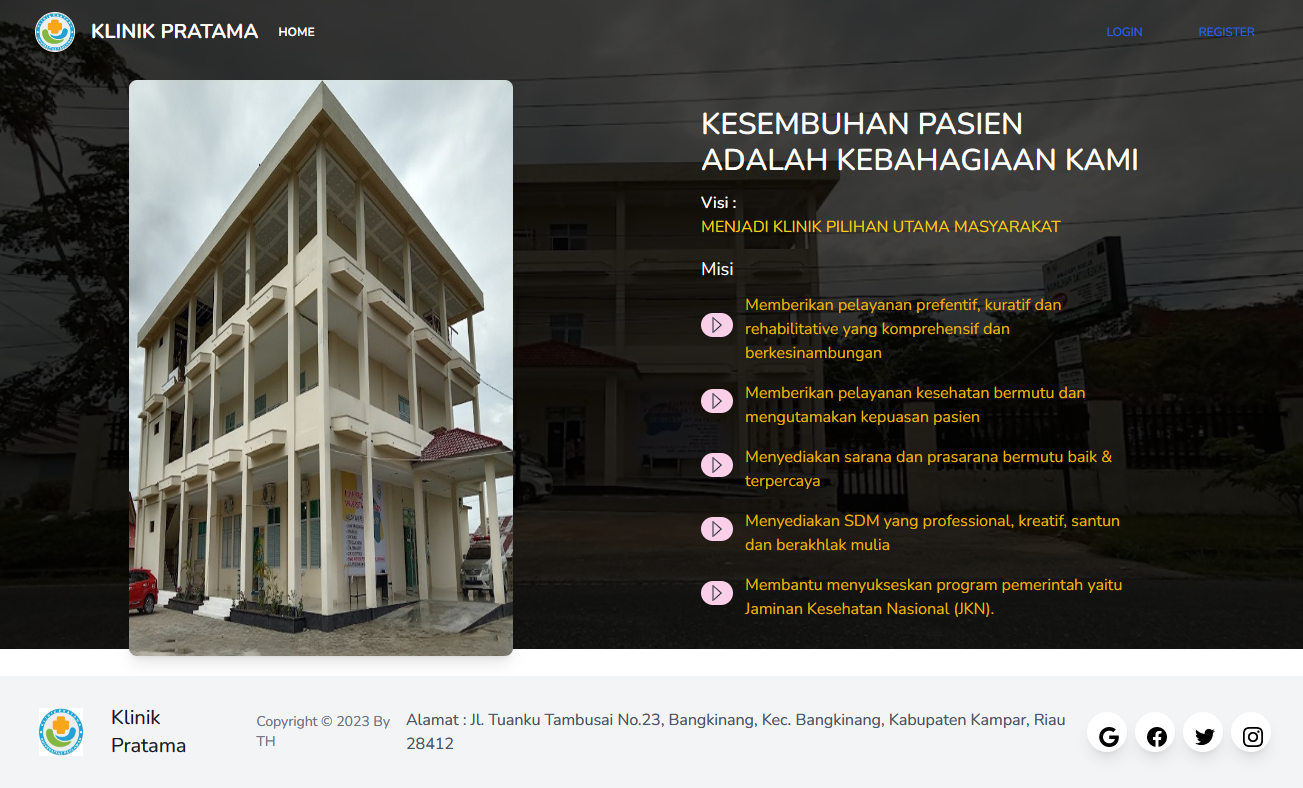 KLINIK PRATAMA
HOME
LOGIN
REGISTER
KESEMBUHAN PASIEN
ADALAH KEBAHAGIAAN KAMI
Visi :
MENJADI KLINIK PILIHAN UTAMA MASYARAKAT
Misi
Memberikan pelayanan prefentif, kuratif dan
rehabilitative yang komprehensif dan
berkesinambungan
Memberikan pelayanan kesehatan bermutu dan
mengutamakan kepuasan pasien
Menyediakan sarana dan prasarana bermutu baik &
terpercaya
Menyediakan SDM yang professional, kreatif, santun
dan berakhlak mulia
Membantu menyukseskan program pemerintah yaitu
Jaminan Kesehatan Nasional (JKN).
Klinik
Pratama
Copyright © 2023 By
TH
Alamat : Jl. Tuanku Tambusai No.23, Bangkinang, Kec. Bangkinang, Kabupaten Kampar, Riau
28412